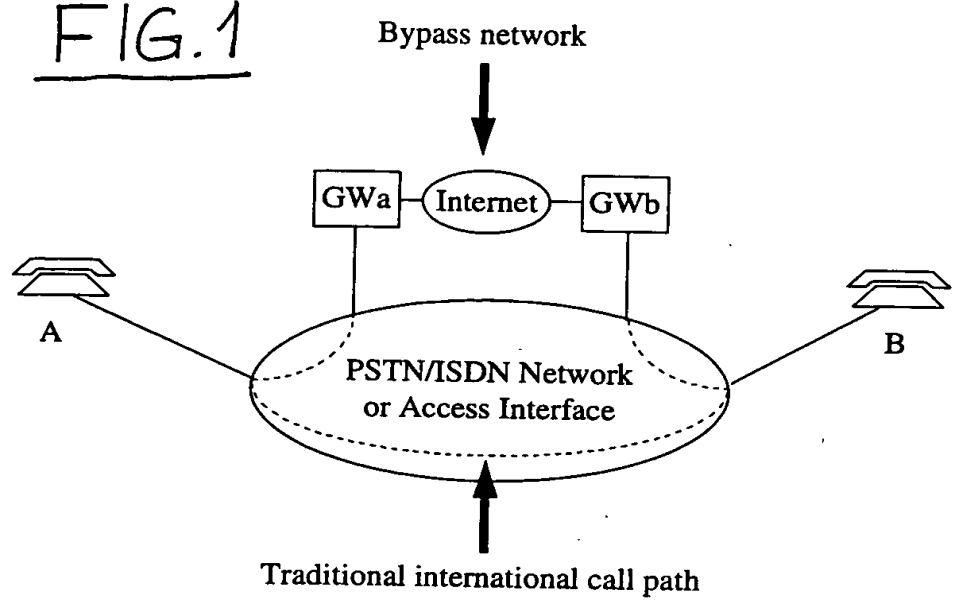 FIG.1
Bypass network
GWa
Internet
GWb
A
B
PSTN/ISDN Network
or Access Interface
Traditional international call path